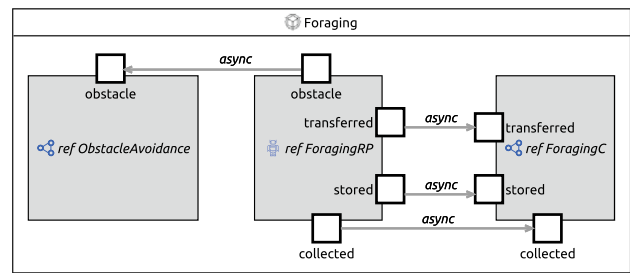 Foraging
async
obstacle
obstacle
transferred
async
transferred
ref ObstacleAvoidance
ref ForagingRP
ref ForagingC
stored
async
stored
async
collected
collected